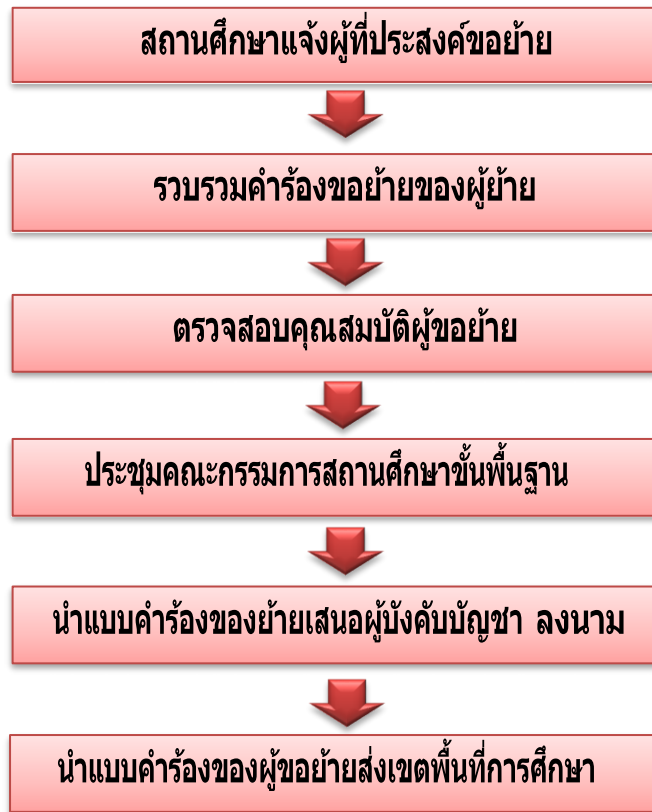 สถานศึกษาแจ้งผู้ที่ประสงค์ขอย้าย
รวบรวมคำร้องขอย้ายของผู้ย้าย
ตรวจสอบคุณสมบัติผู้ขอย้าย
ประชุมคณะกรรมการสถานศึกษาขั้นพื้นฐาน
นำแบบคำร้องของย้ายเสนอผู้บังคับบัญชา ลงนาม
นำแบบคำร้องของผู้ขอย้ายส่งเขตพื้นที่การศึกษา